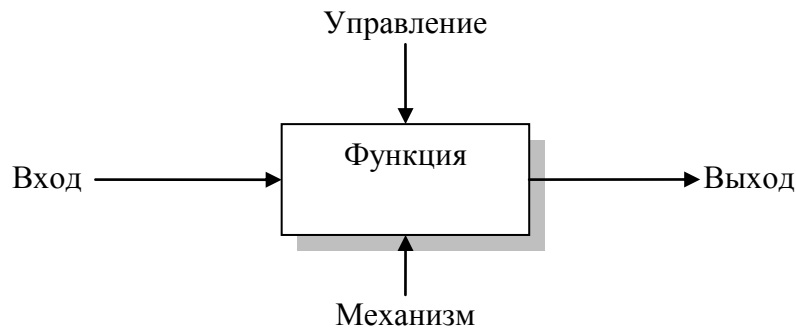 Управление
Функция
Вход
Выход
Механизм